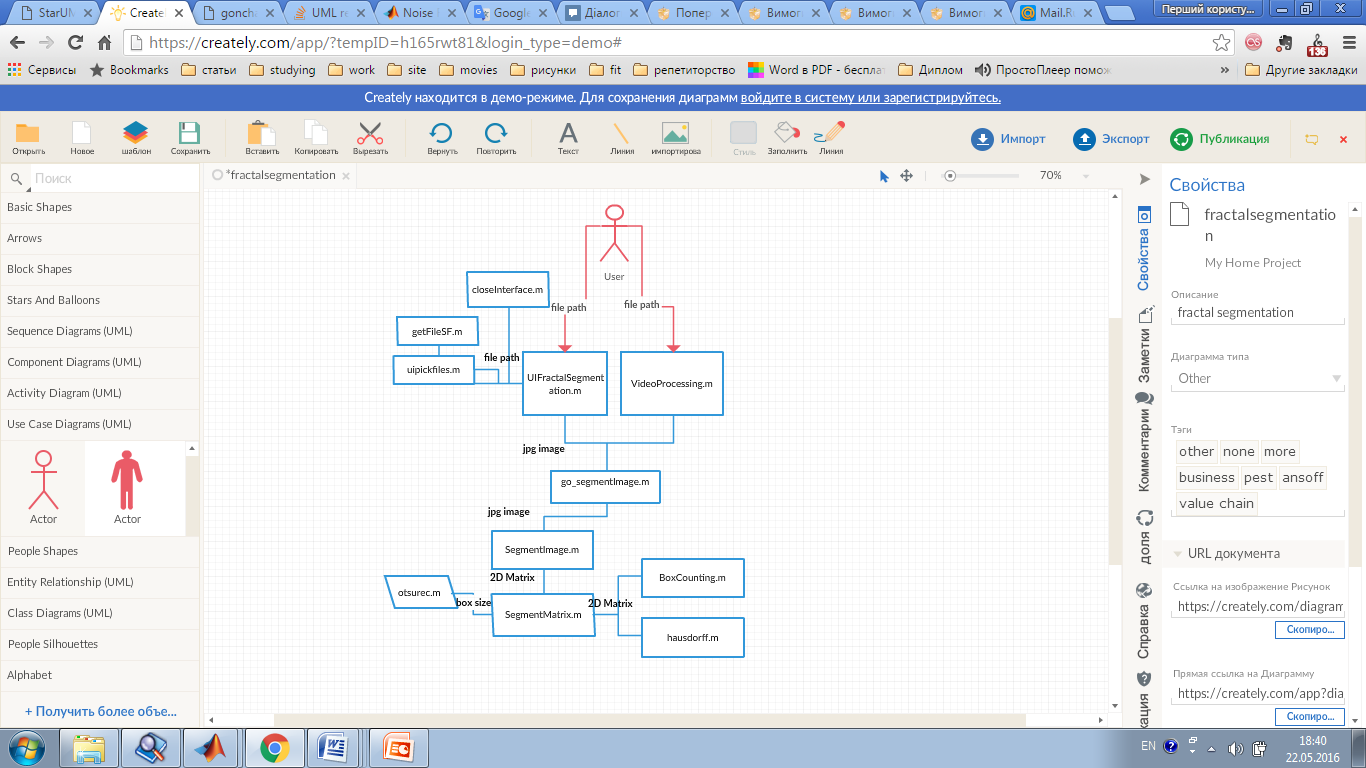 StarUM
Createl
goncha
UML re
Noise R
Google
Діалог
Попер
Вимог
Вимог
Вимог
Mail.Ru
Перший користу...
https://creately.com/app/?tempID=h165rwt81&login_type=demo#
136
Сервисы
Bookmarks
статьи
studying
work
site
movies
рисунки
fit
репетиторство
Word в PDF - бесплат
Диплом
ПростоПлеер помож
»
Другие закладки
Creately находится в демо-режиме. Для сохранения диаграмм войдите в систему или зарегистрируйтесь.
Открыть
Новое
шаблон
Сохранить
Вставить
Копировать
Вырезать
Вернуть
Повторить
Текст
Линия
импортирова
Стиль
Заполнить
Линия
Импорт
Экспорт
Публикация
Поиск
*fractalsegmentation
70%
Basic Shapes
Arrows
Block Shapes
Stars And Balloons
Sequence Diagrams (UML)
Component Diagrams (UML)
Activity Diagram (UML)
Use Case Diagrams (UML)
Actor
Actor
People Shapes
Entity Relationship (UML)
Class Diagrams (UML)
People Silhouettes
Alphabet
+ Получить более объе...
User
closeInterface.m
file path
file path
getFileSF.m
file path
uipickfiles.m
UIFractalSegment
ation.m
VideoProcessing.m
jpg image
go_segmentImage.m
jpg image
SegmentImage.m
2D Matrix
BoxCounting.m
otsurec.m
box size
2D Matrix
SegmentMatrix.m
hausdorff.m
Свойства
Заметки
Комментарии
доля
Справка
кация
Свойства
fractalsegmentatio
n
My Home Project
Описание
fractal segmentation
Диаграмма типа
Other
Тэги
other
none
more
business
pest
ansoff
value chain
URL документа
Ссылка на изображение Рисунок
https://creately.com/diagram
Скопиро...
Прямая ссылка на Диаграмму
https://creately.com/app?dia
Скопиро...
EN
18:40
22.05.2016